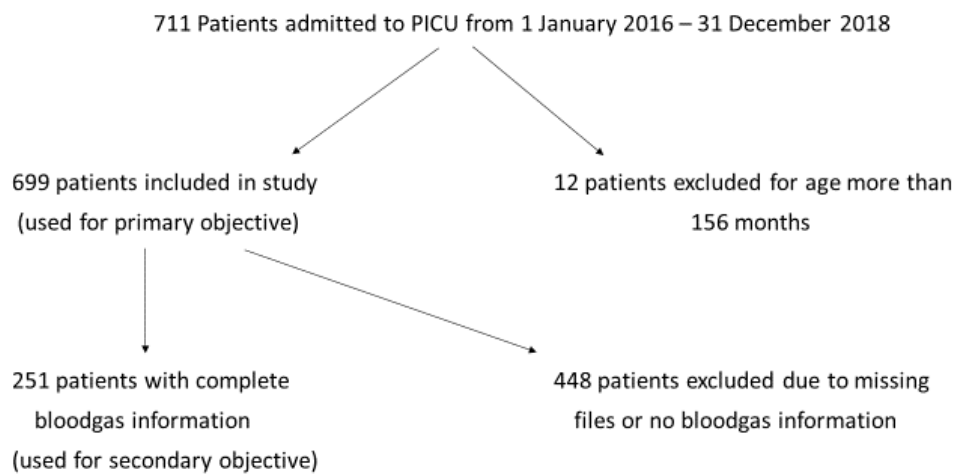 711 Patients admitted to PICU from 1 January 2016 – 31 December 2018
699 patients included in study
(used for primary objective)
12 patients excluded for age more than
156 months
251 patients with complete
bloodgas information
(used for secondary objective)
448 patients excluded due to missing
files or no bloodgas information